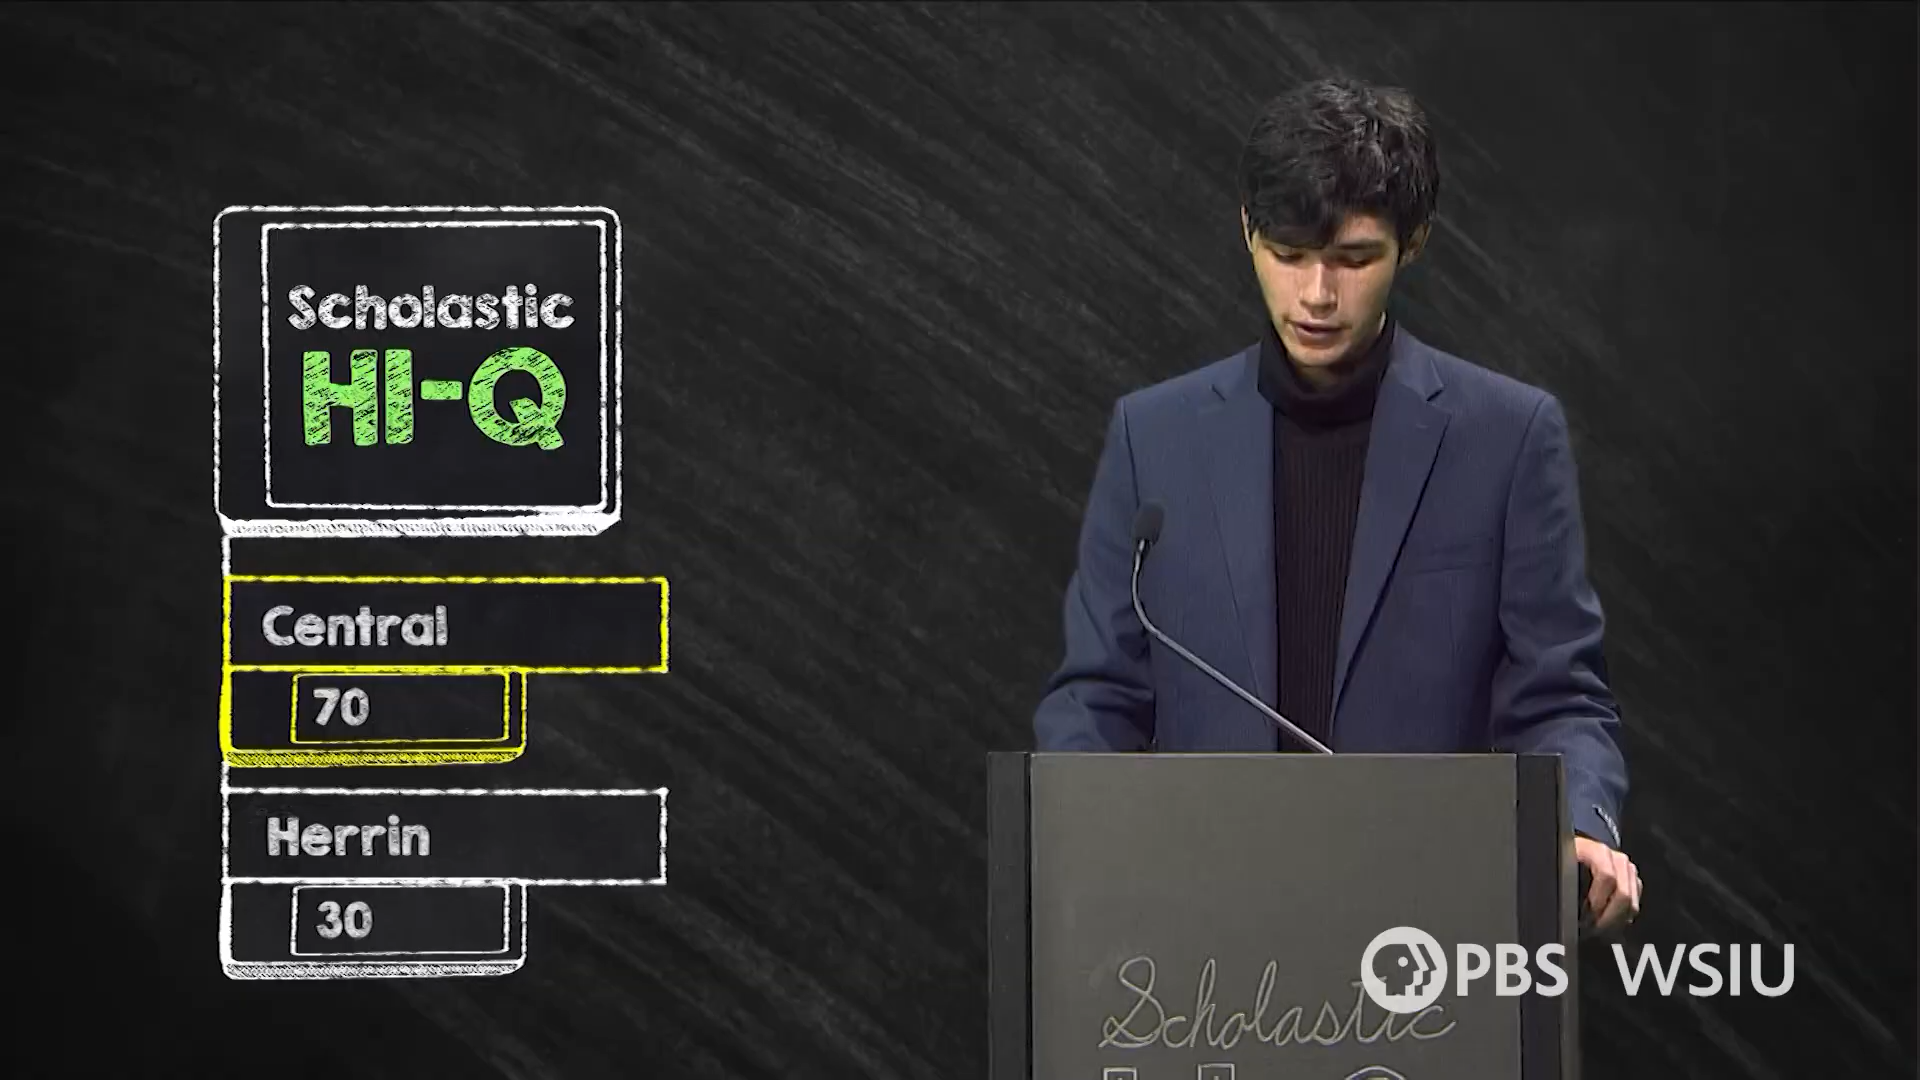 Scholastic
HI-Q
Central
70
Herrin
30
Scholastic
PBS WSIU